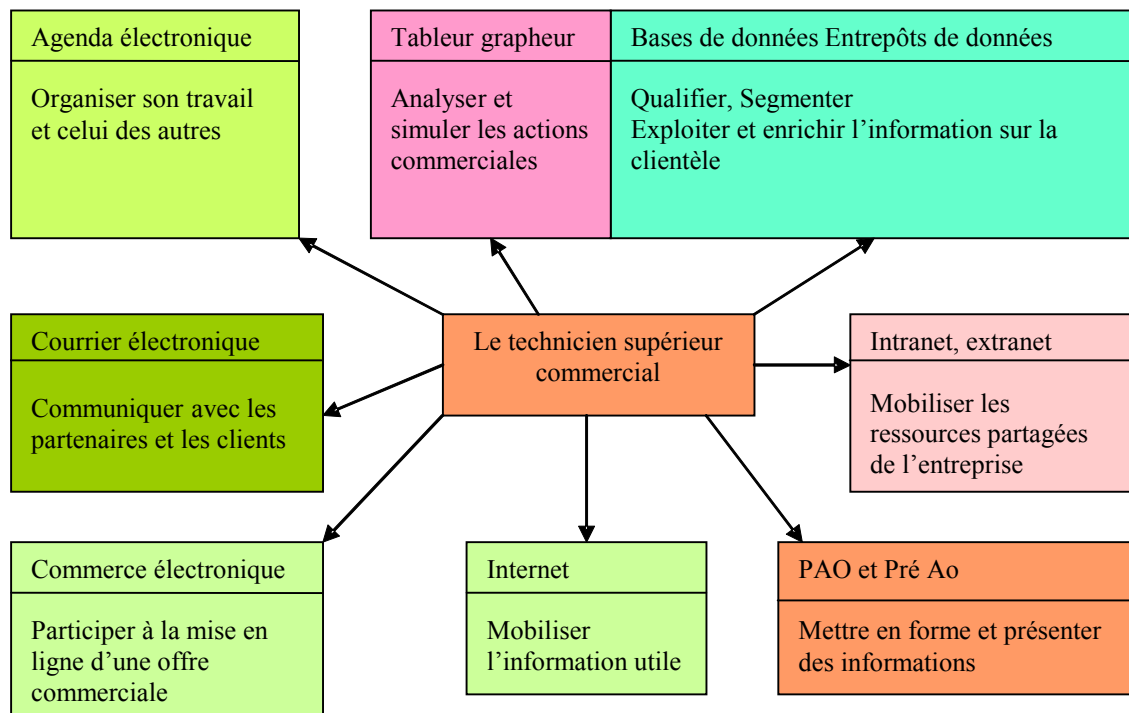 Agenda électronique
Organiser son travail
et celui des autres
Tableur grapheur
Analyser et
simuler les actions
commerciales
Bases de données Entrepôts de données
Qualifier, Segmenter
Exploiter et enrichir l’information sur la
clientèle
Courrier électronique
Communiquer avec les
partenaires et les clients
Le technicien supérieur
commercial
Intranet, extranet
Mobiliser les
ressources partagées
de l’entreprise
Commerce électronique
Participer à la mise en
ligne d’une offre
commerciale
Internet
Mobiliser
l’information utile
PAO et Pré Ao
Mettre en forme et présenter
des informations